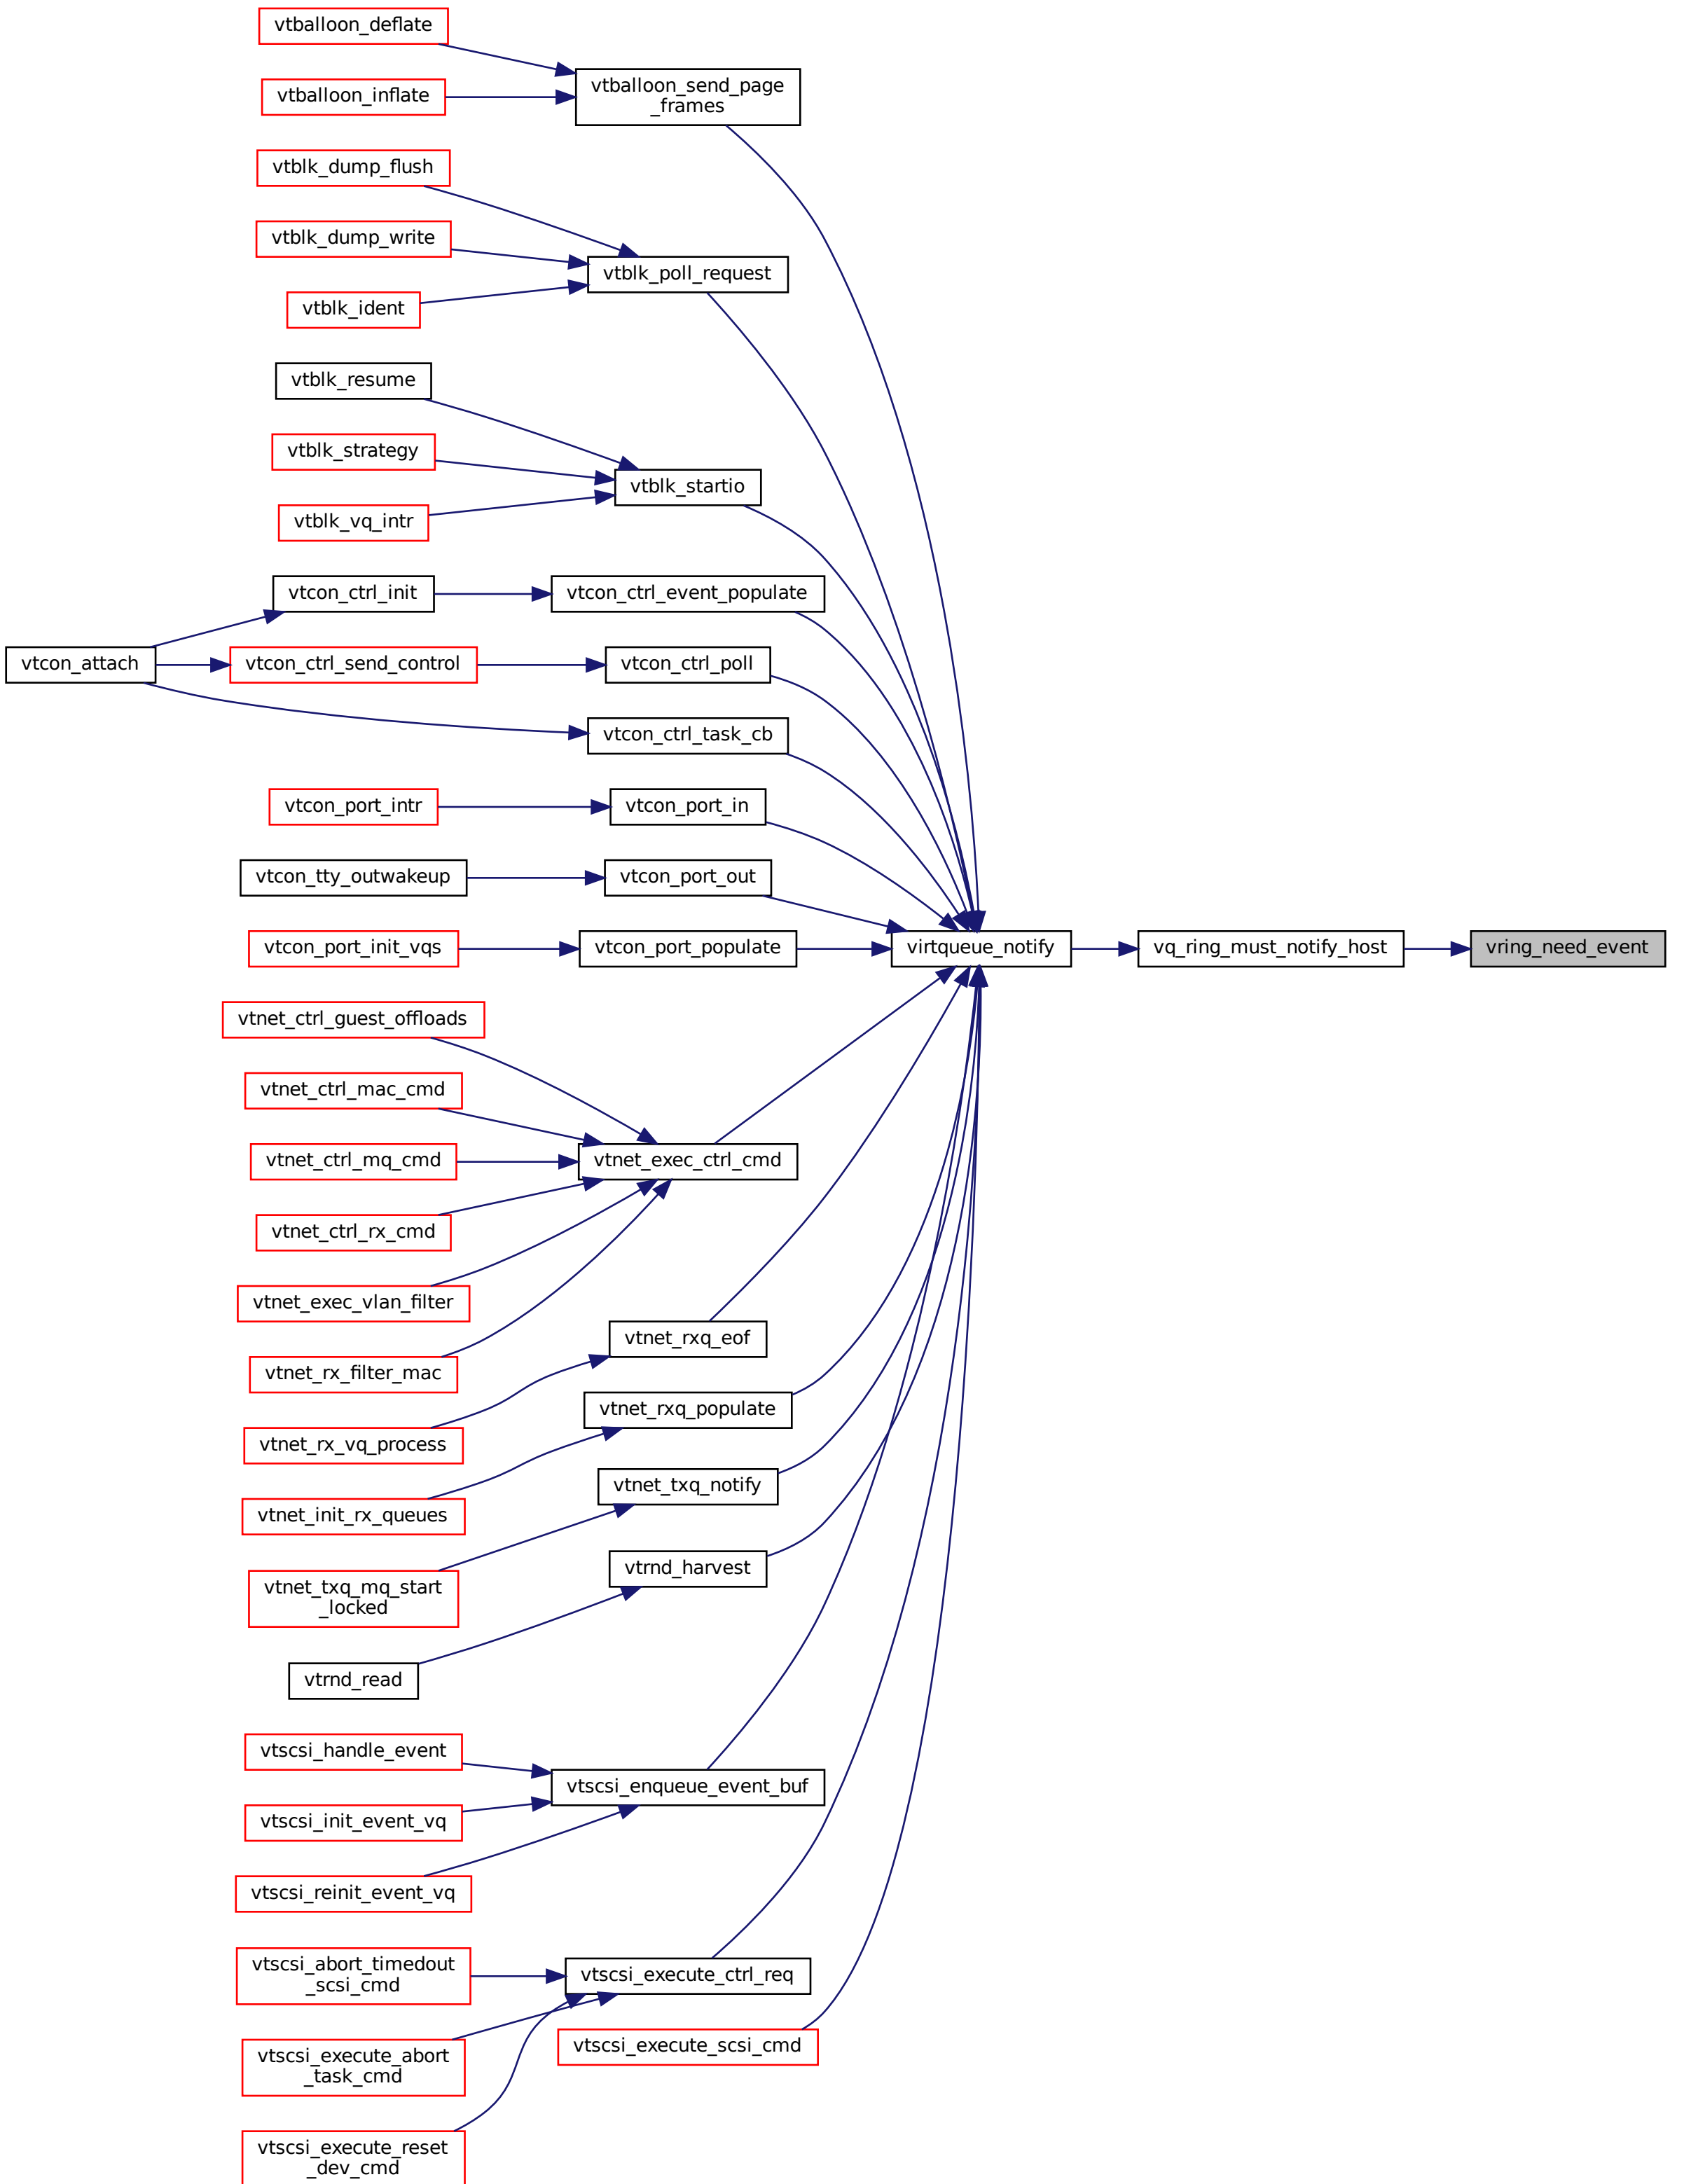 vtballoon_deflate
vtballoon_send_page
_frames
vtballoon_inflate
vtblk_dump_flush
vtblk_dump_write
vtblk_poll_request
vtblk_ident
vtblk_resume
vtblk_strategy
vtblk_startio
vtblk_vq_intr
vtcon_ctrl_init
vtcon_ctrl_event_populate
vtcon_attach
vtcon_ctrl_send_control
vtcon_ctrl_poll
vtcon_ctrl_task_cb
vtcon_port_intr
vtcon_port_in
vtcon_tty_outwakeup
vtcon_port_out
vtcon_port_init_vqs
vtcon_port_populate
virtqueue_notify
vq_ring_must_notify_host
vring_need_event
vtnet_ctrl_guest_offloads
vtnet_ctrl_mac_cmd
vtnet_ctrl_mq_cmd
vtnet_exec_ctrl_cmd
vtnet_ctrl_rx_cmd
vtnet_exec_vlan_filter
vtnet_rxq_eof
vtnet_rx_filter_mac
vtnet_rxq_populate
vtnet_rx_vq_process
vtnet_txq_notify
vtnet_init_rx_queues
vtrnd_harvest
vtnet_txq_mq_start
_locked
vtrnd_read
vtscsi_handle_event
vtscsi_enqueue_event_buf
vtscsi_init_event_vq
vtscsi_reinit_event_vq
vtscsi_abort_timedout
_scsi_cmd
vtscsi_execute_ctrl_req
vtscsi_execute_scsi_cmd
vtscsi_execute_abort
_task_cmd
vtscsi_execute_reset
_dev_cmd